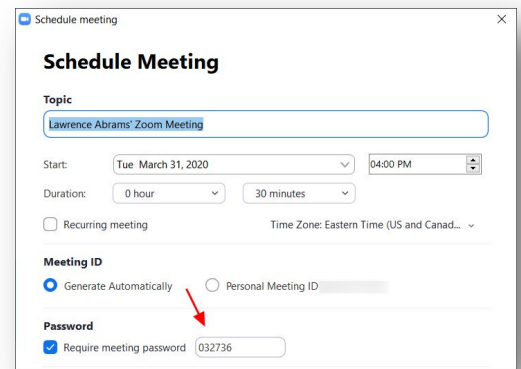 Schedule meeting
Schedule Meeting
Topic
Lawrence Abrams' Zoom Meeting
Start: Tue March 31, 2020 04:00 PM
Duration: 0 hour 30 minutes
Recurring meeting Time Zone: Eastern Time (US and Canad...
Meeting ID
Generate Automatically Personal Meeting ID
Password
Require meeting password 032736